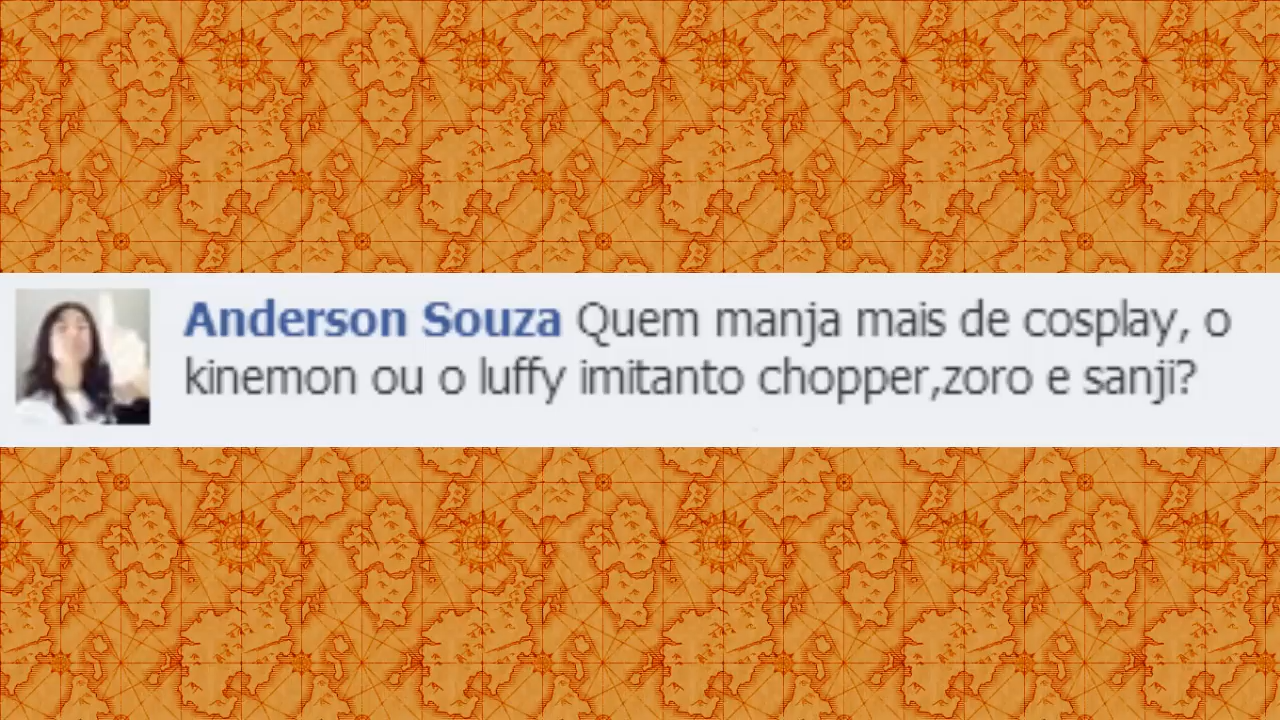 Anderson Souza Quem manja mais de cosplay, o
kinemon ou o luffy imitanto chopper,zoro e sanji?